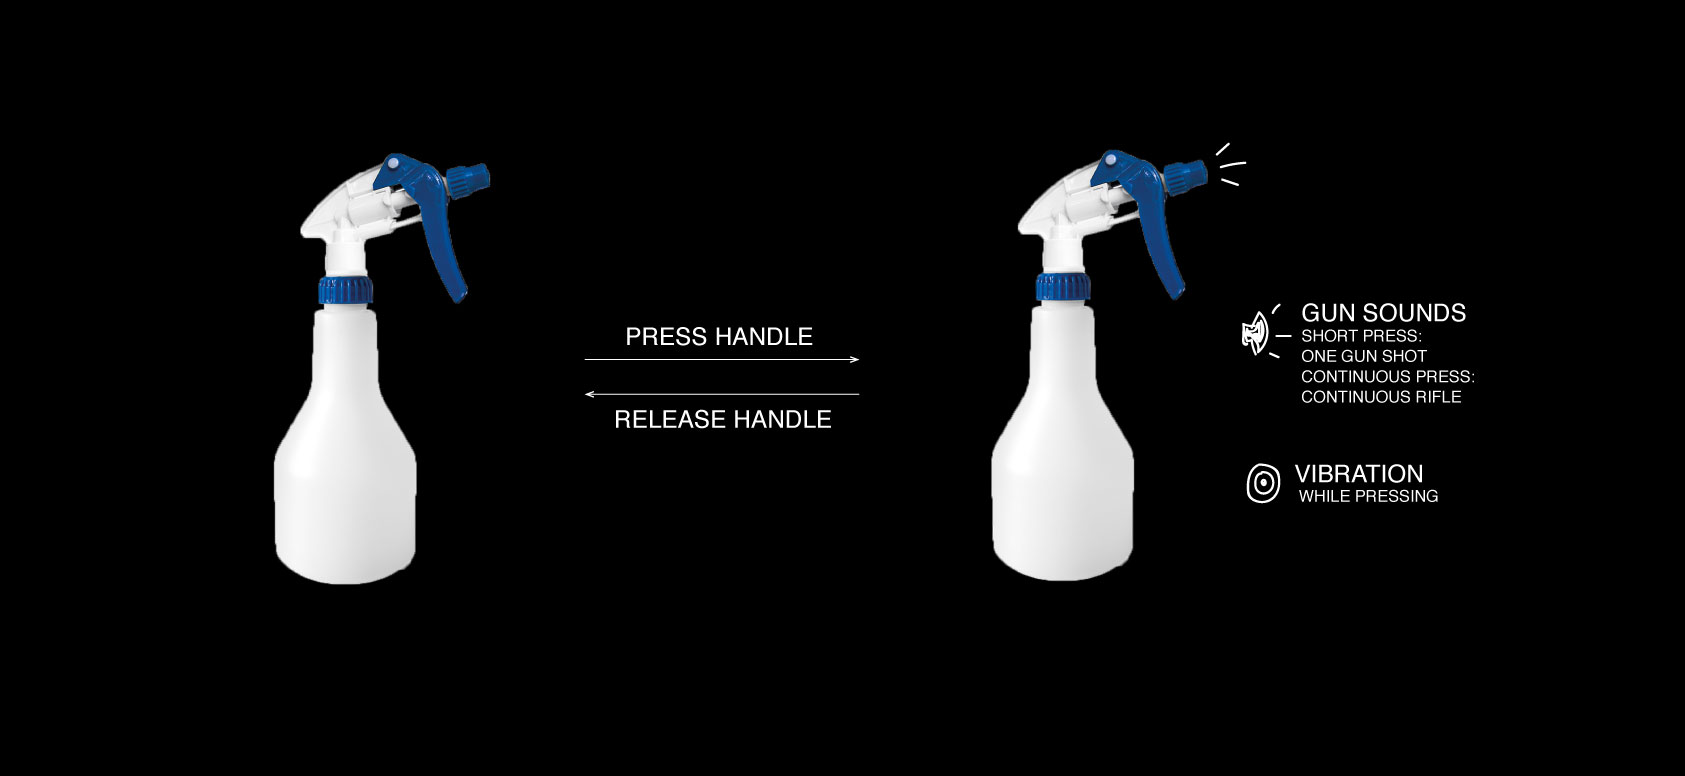 PRESS HANDLE
RELEASE HANDLE
GUN SOUNDS
SHORT PRESS:
ONE GUN SHOT
CONTINUOUS PRESS:
CONTINUOUS RIFLE
VIBRATION
WHILE PRESSING